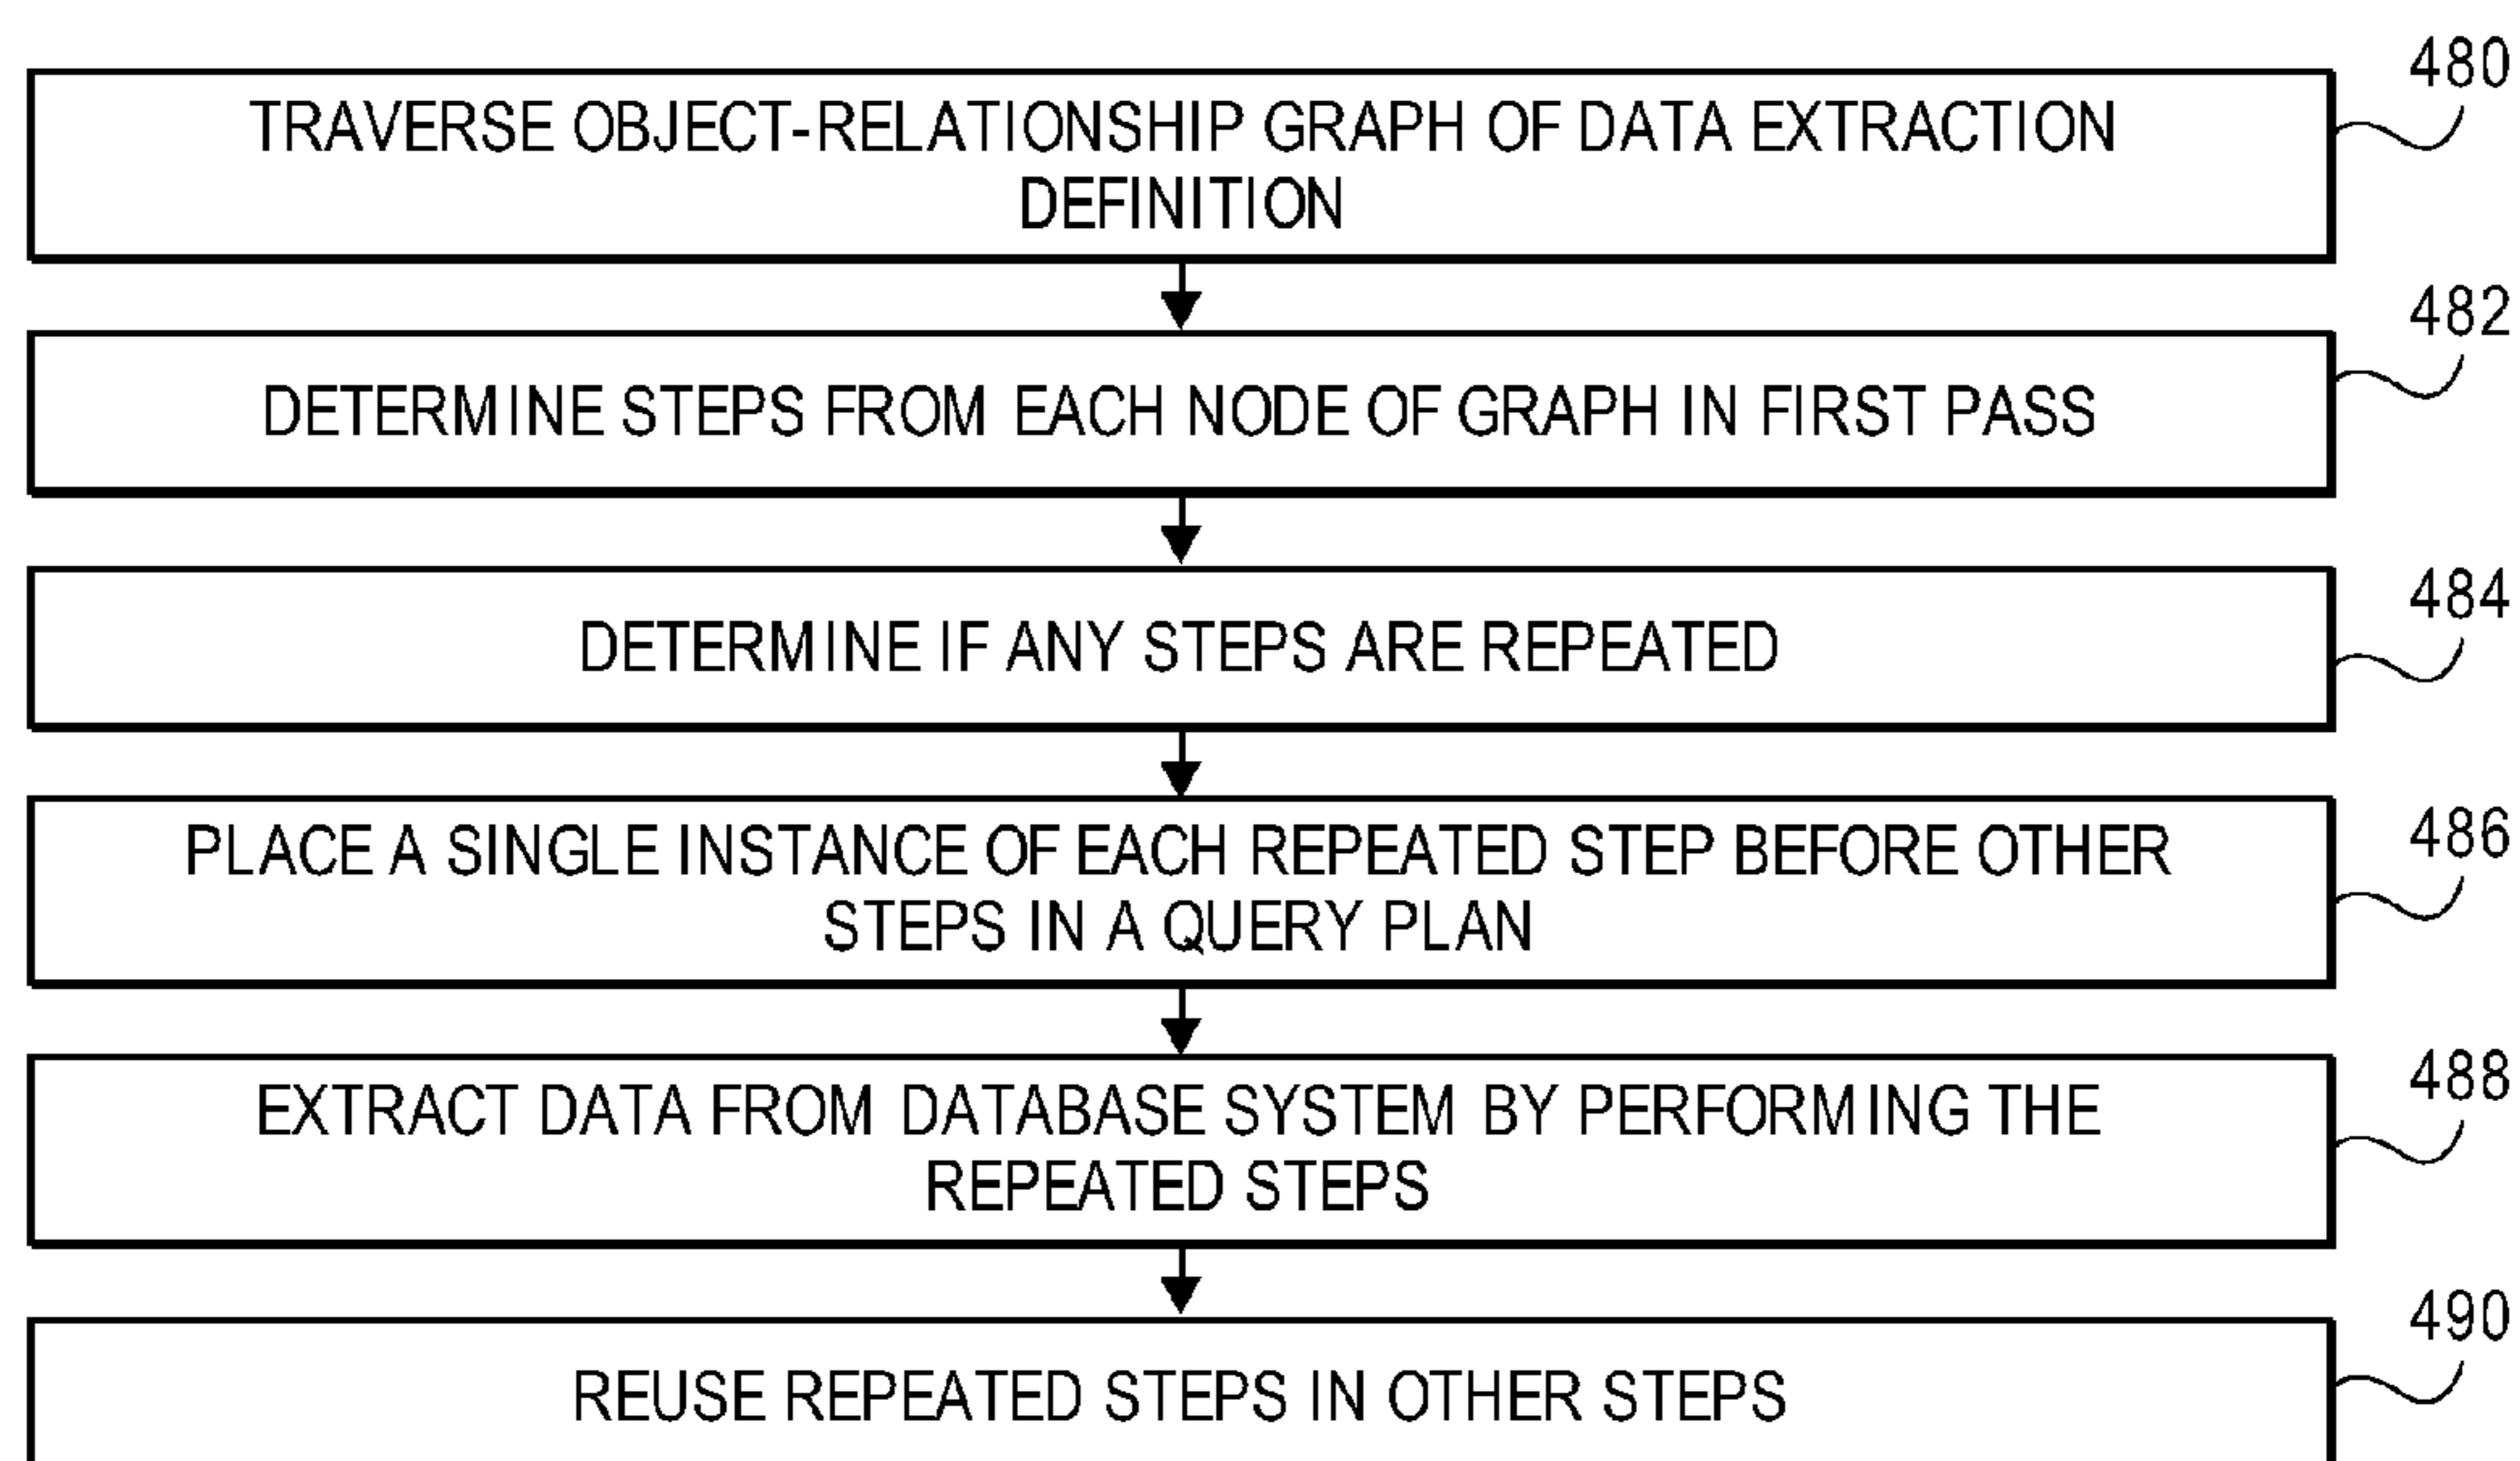 480
TRAVERSE OBJECT-RELATIONSHIP GRAPH OF DATA EXTRACTION
DEFINITION
482
DETERMINE STEPS FROM EACH NODE OF GRAPH IN FIRST PASS
484
DETERMINE IF ANY STEPS ARE REPEATED
486
PLACE A SINGLE INSTANCE OF EACH REPEATED STEP BEFORE OTHER
STEPS IN A QUERY PLAN
488
EXTRACT DATA FROM DATABASE SYSTEM BY PERFORMING THE
REPEATED STEPS
490
REUSE REPEATED STEPS IN OTHER STEPS